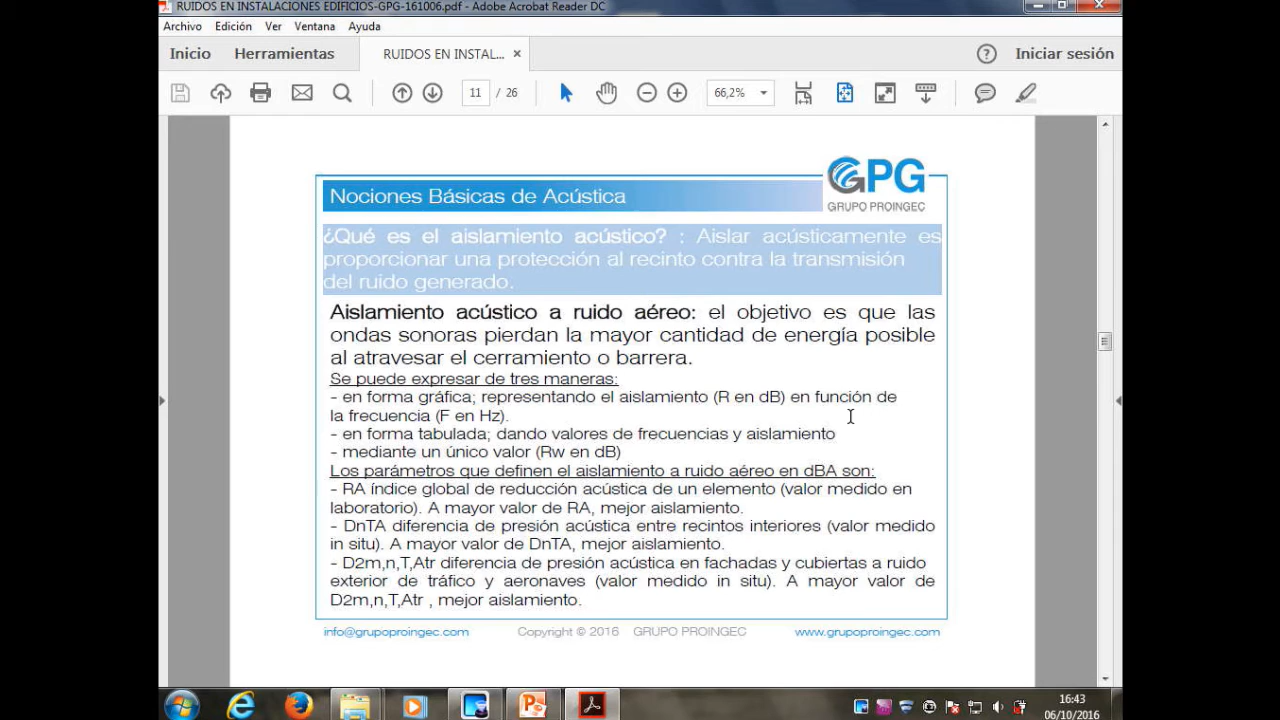 RUIDOS EN INSTALACIONES EDIFICIOS-GPG-161006.pdf - Adobe Acrobat Reader DC
Archivo Edición Ver Ventana Ayuda
Inicio Herramientas RUIDOS EN INSTAL... × Iniciar sesión
11 / 26 66,2%
GPG
GRUPO PROINGEC
Nociones Básicas de Acústica
¿Qué es el aislamiento acústico? : Aislar acústicamente es
proporcionar una protección al recinto contra la transmisión
del ruido generado.
Aislamiento acústico a ruido aéreo: el objetivo es que las
ondas sonoras pierdan la mayor cantidad de energía posible
al atravesar el cerramiento o barrera.
Se puede expresar de tres maneras:
- en forma gráfica; representando el aislamiento (R en dB) en función de
la frecuencia (F en Hz).
- en forma tabulada; dando valores de frecuencias y aislamiento
- mediante un único valor (Rw en dB)
Los parámetros que definen el aislamiento a ruido aéreo en dBA son:
- RA índice global de reducción acústica de un elemento (valor medido en
laboratorio). A mayor valor de RA, mejor aislamiento.
- DnTA diferencia de presión acústica entre recintos interiores (valor medido
in situ). A mayor valor de DnTA, mejor aislamiento.
- D2m,n,T,Atr diferencia de presión acústica en fachadas y cubiertas a ruido
exterior de tráfico y aeronaves (valor medido in situ). A mayor valor de
D2m,n,T,Atr , mejor aislamiento.
info@grupoproingec.com Copyright © 2016 GRUPO PROINGEC www.grupoproingec.com
16:43
06/10/2016